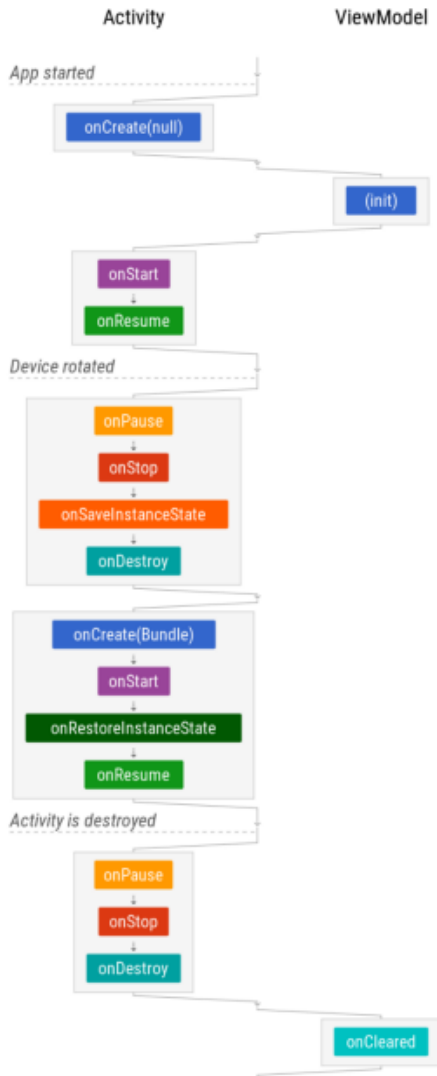 Activity
ViewModel
App started
onCreate(null)
(init)
onStart
onResume
Device rotated
onPause
onStop
onSaveInstanceState
onDestroy
onCreate(Bundle)
onStart
onRestoreInstanceState
onResume
Activity is destroyed
onPause
onStop
onDestroy
onCleared